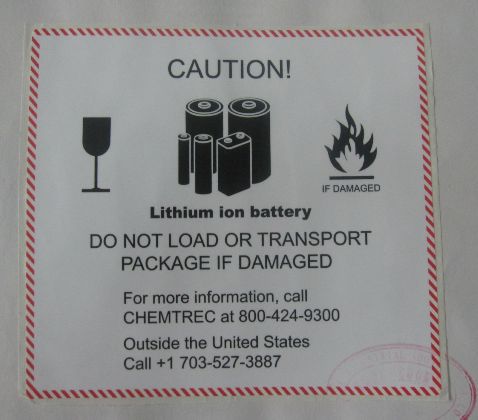 CAUTION!
IF DAMAGED
Lithium ion battery
DO NOT LOAD OR TRANSPORT
PACKAGE IF DAMAGED
For more information, call
CHEMTREC at 800-424-9300
Outside the United States
Call +1 703-527-3887